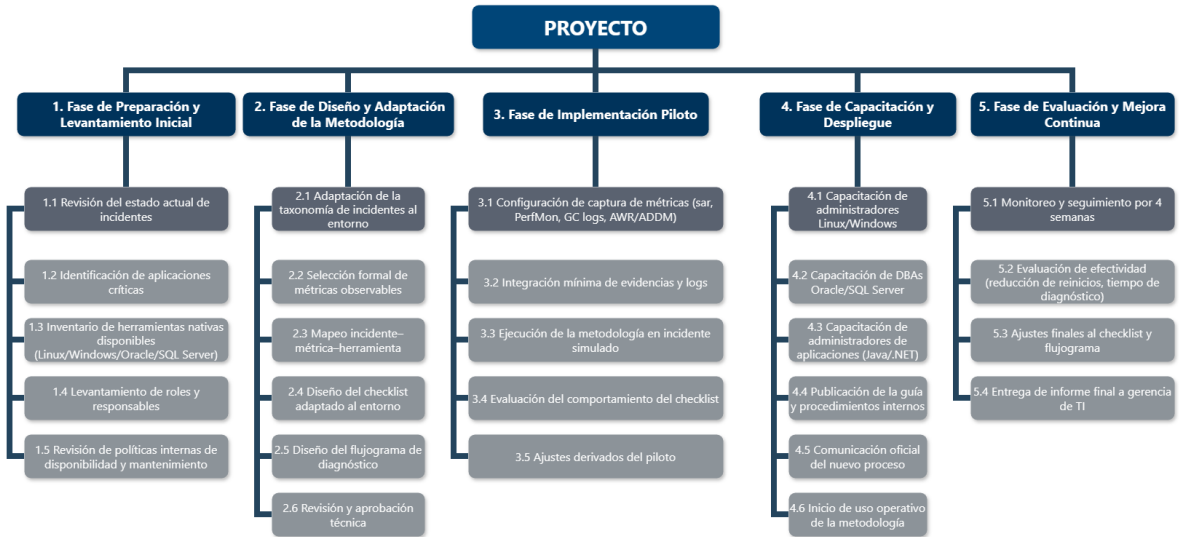 PROYECTO
1. Fase de Preparación y
Levantamiento Inicial
1.1 Revisión del estado actual de
incidentes
1.2 Identificación de aplicaciones
críticas
1.3 Inventario de herramientas nativas
disponibles
(Linux/Windows/Oracle/SQL Server)
1.4 Levantamiento de roles y
responsables
1.5 Revisión de políticas internas de
disponibilidad y mantenimiento
2. Fase de Diseño y Adaptación
de la Metodología
2.1 Adaptación de la
taxonomía de incidentes al
entorno
2.2 Selección formal de
métricas observables
2.3 Mapeo incidente–
métrica–herramienta
2.4 Diseño del checklist
adaptado al entorno
2.5 Diseño del flujograma de
diagnóstico
2.6 Revisión y aprobación
técnica
3. Fase de Implementación Piloto
3.1 Configuración de captura de métricas (sar,
PerfMon, GC logs, AWR/ADDM)
3.2 Integración mínima de evidencias y logs
3.3 Ejecución de la metodología en incidente
simulado
3.4 Evaluación del comportamiento del checklist
3.5 Ajustes derivados del piloto
4. Fase de Capacitación y
Despliegue
4.1 Capacitación de
administradores
Linux/Windows
4.2 Capacitación de DBAs
Oracle/SQL Server
4.3 Capacitación de
administradores de
aplicaciones (Java/.NET)
4.4 Publicación de la guía
y procedimientos internos
4.5 Comunicación oficial
del nuevo proceso
4.6 Inicio de uso operativo
de la metodología
5. Fase de Evaluación y Mejora
Continua
5.1 Monitoreo y seguimiento por 4
semanas
5.2 Evaluación de efectividad
(reducción de reinicios, tiempo de
diagnóstico)
5.3 Ajustes finales al checklist y
flujograma
5.4 Entrega de informe final a gerencia
de TI